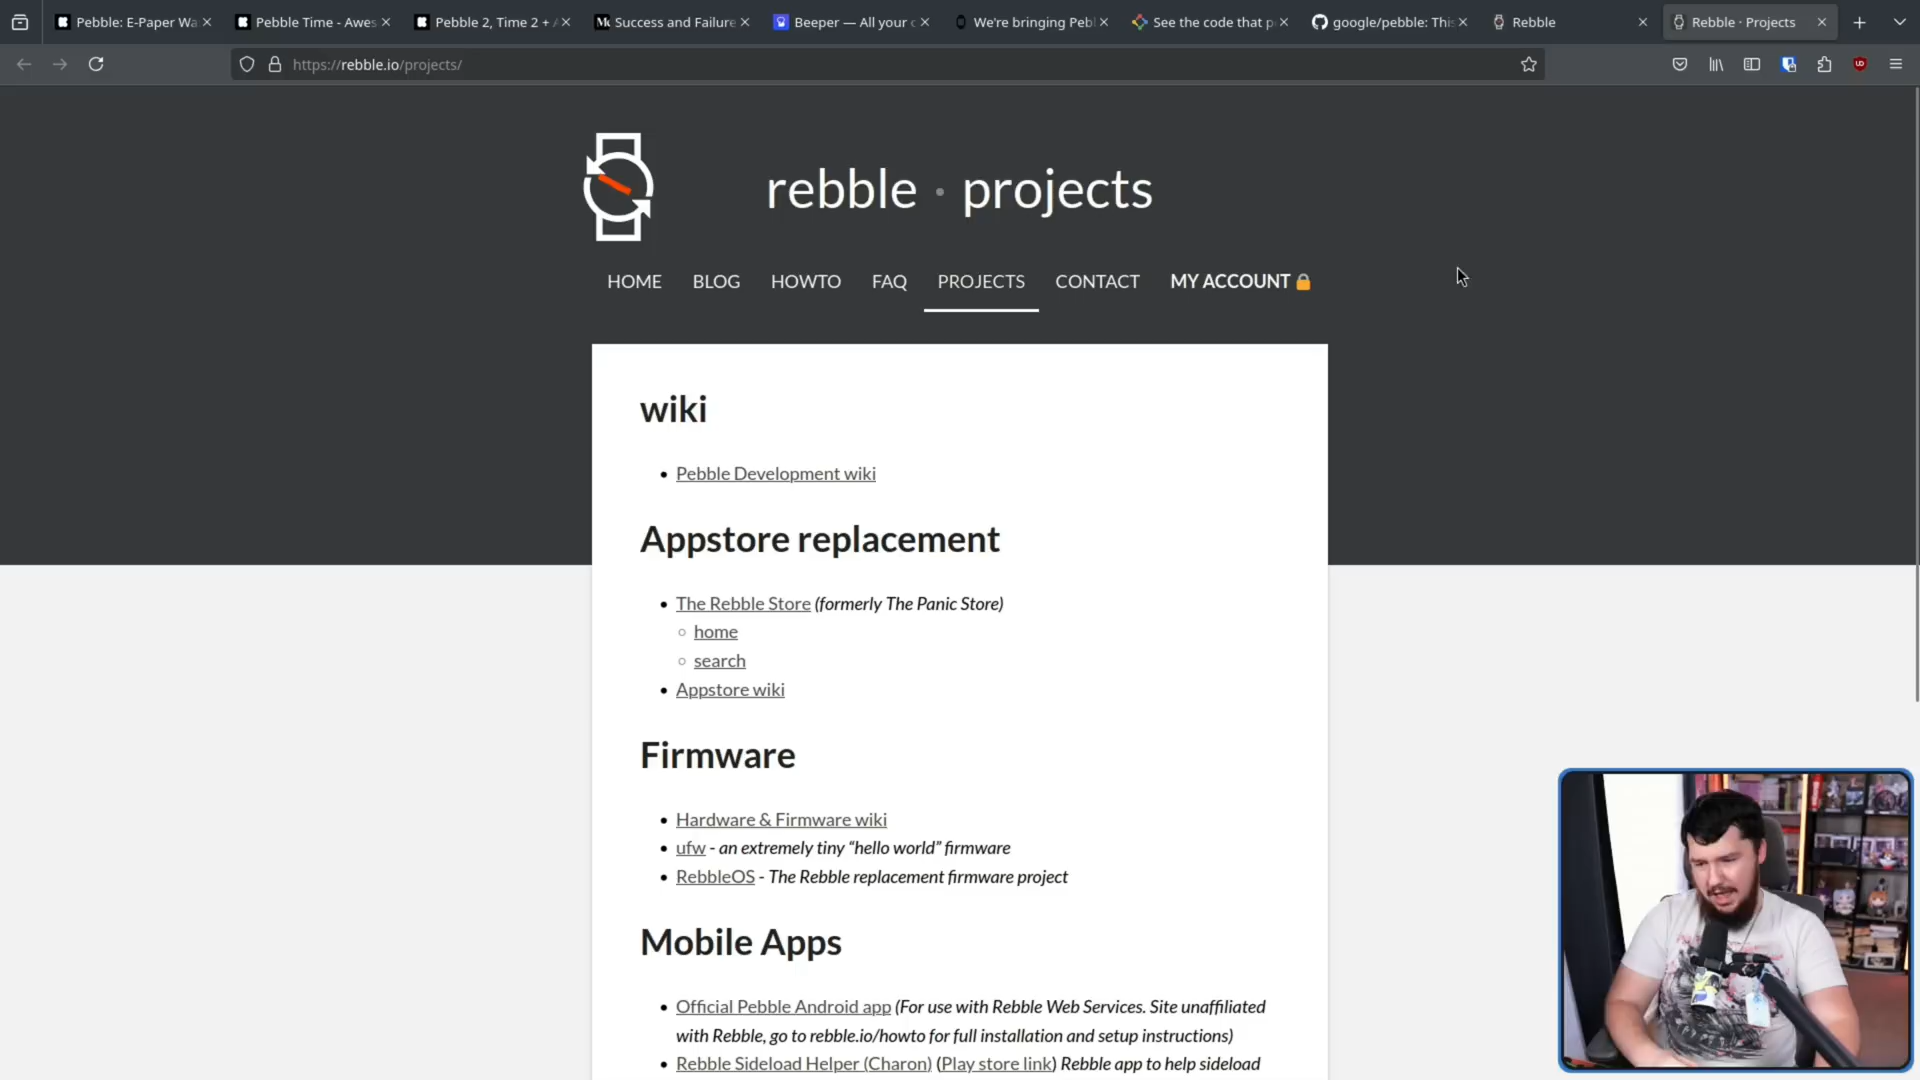 Pebble: E-Paper Wa
Pebble Time - Awes
Pebble 2, Time 2 + A
Success and Failure
Beeper — All your c
We're bringing Pebl
See the code that p
google/pebble: This
Rebble
Rebble · Projects
https://rebble.io/projects/
rebble · projects
HOME BLOG HOWTO FAQ PROJECTS CONTACT MY ACCOUNT 🔒
wiki
• Pebble Development wiki
Appstore replacement
• The Rebble Store (formerly The Panic Store)
○ home
○ search
• Appstore wiki
Firmware
• Hardware & Firmware wiki
• ufw - an extremely tiny “hello world” firmware
• RebbleOS - The Rebble replacement firmware project
Mobile Apps
• Official Pebble Android app (For use with Rebble Web Services. Site unaffiliated
with Rebble, go to rebble.io/howto for full installation and setup instructions)
• Rebble Sideload Helper (Charon) (Play store link) Rebble app to help sideload